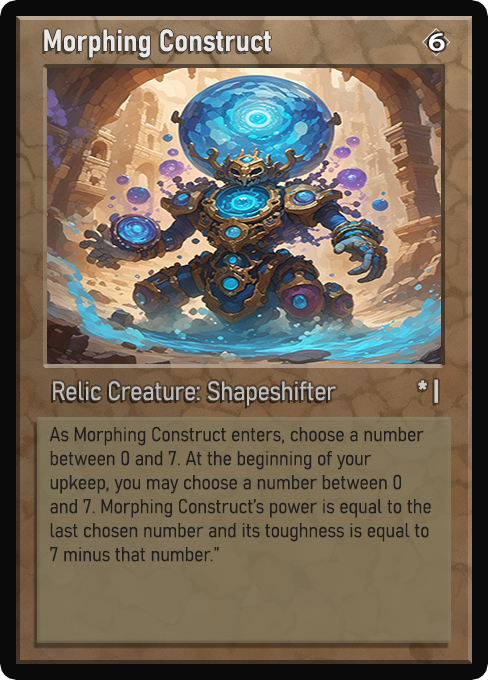 Morphing Construct 6
Relic Creature: Shapeshifter * |
As Morphing Construct enters, choose a number
between 0 and 7. At the beginning of your
upkeep, you may choose a number between 0
and 7. Morphing Construct's power is equal to the
last chosen number and its toughness is equal to
7 minus that number.”